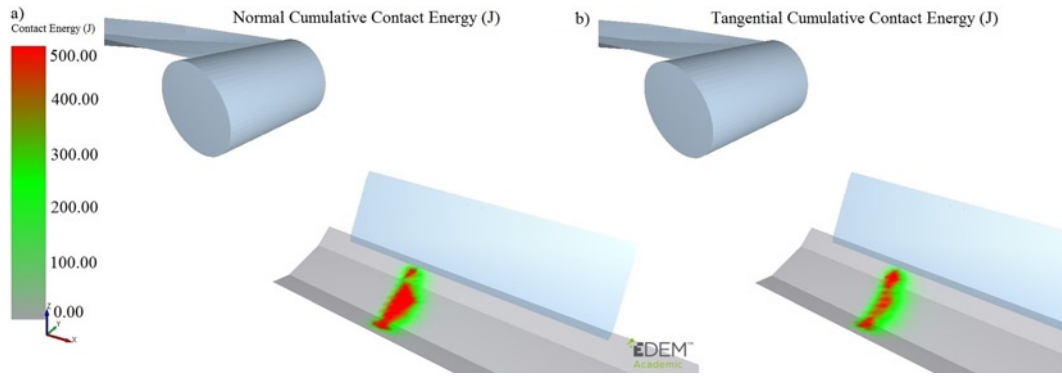 a)
Normal Cumulative Contact Energy (J)
b)
Tangential Cumulative Contact Energy (J)
Contact Energy (J)
500.00
400.00
300.00
200.00
100.00
0.00
Z
Y
X
EDEM™
Academic